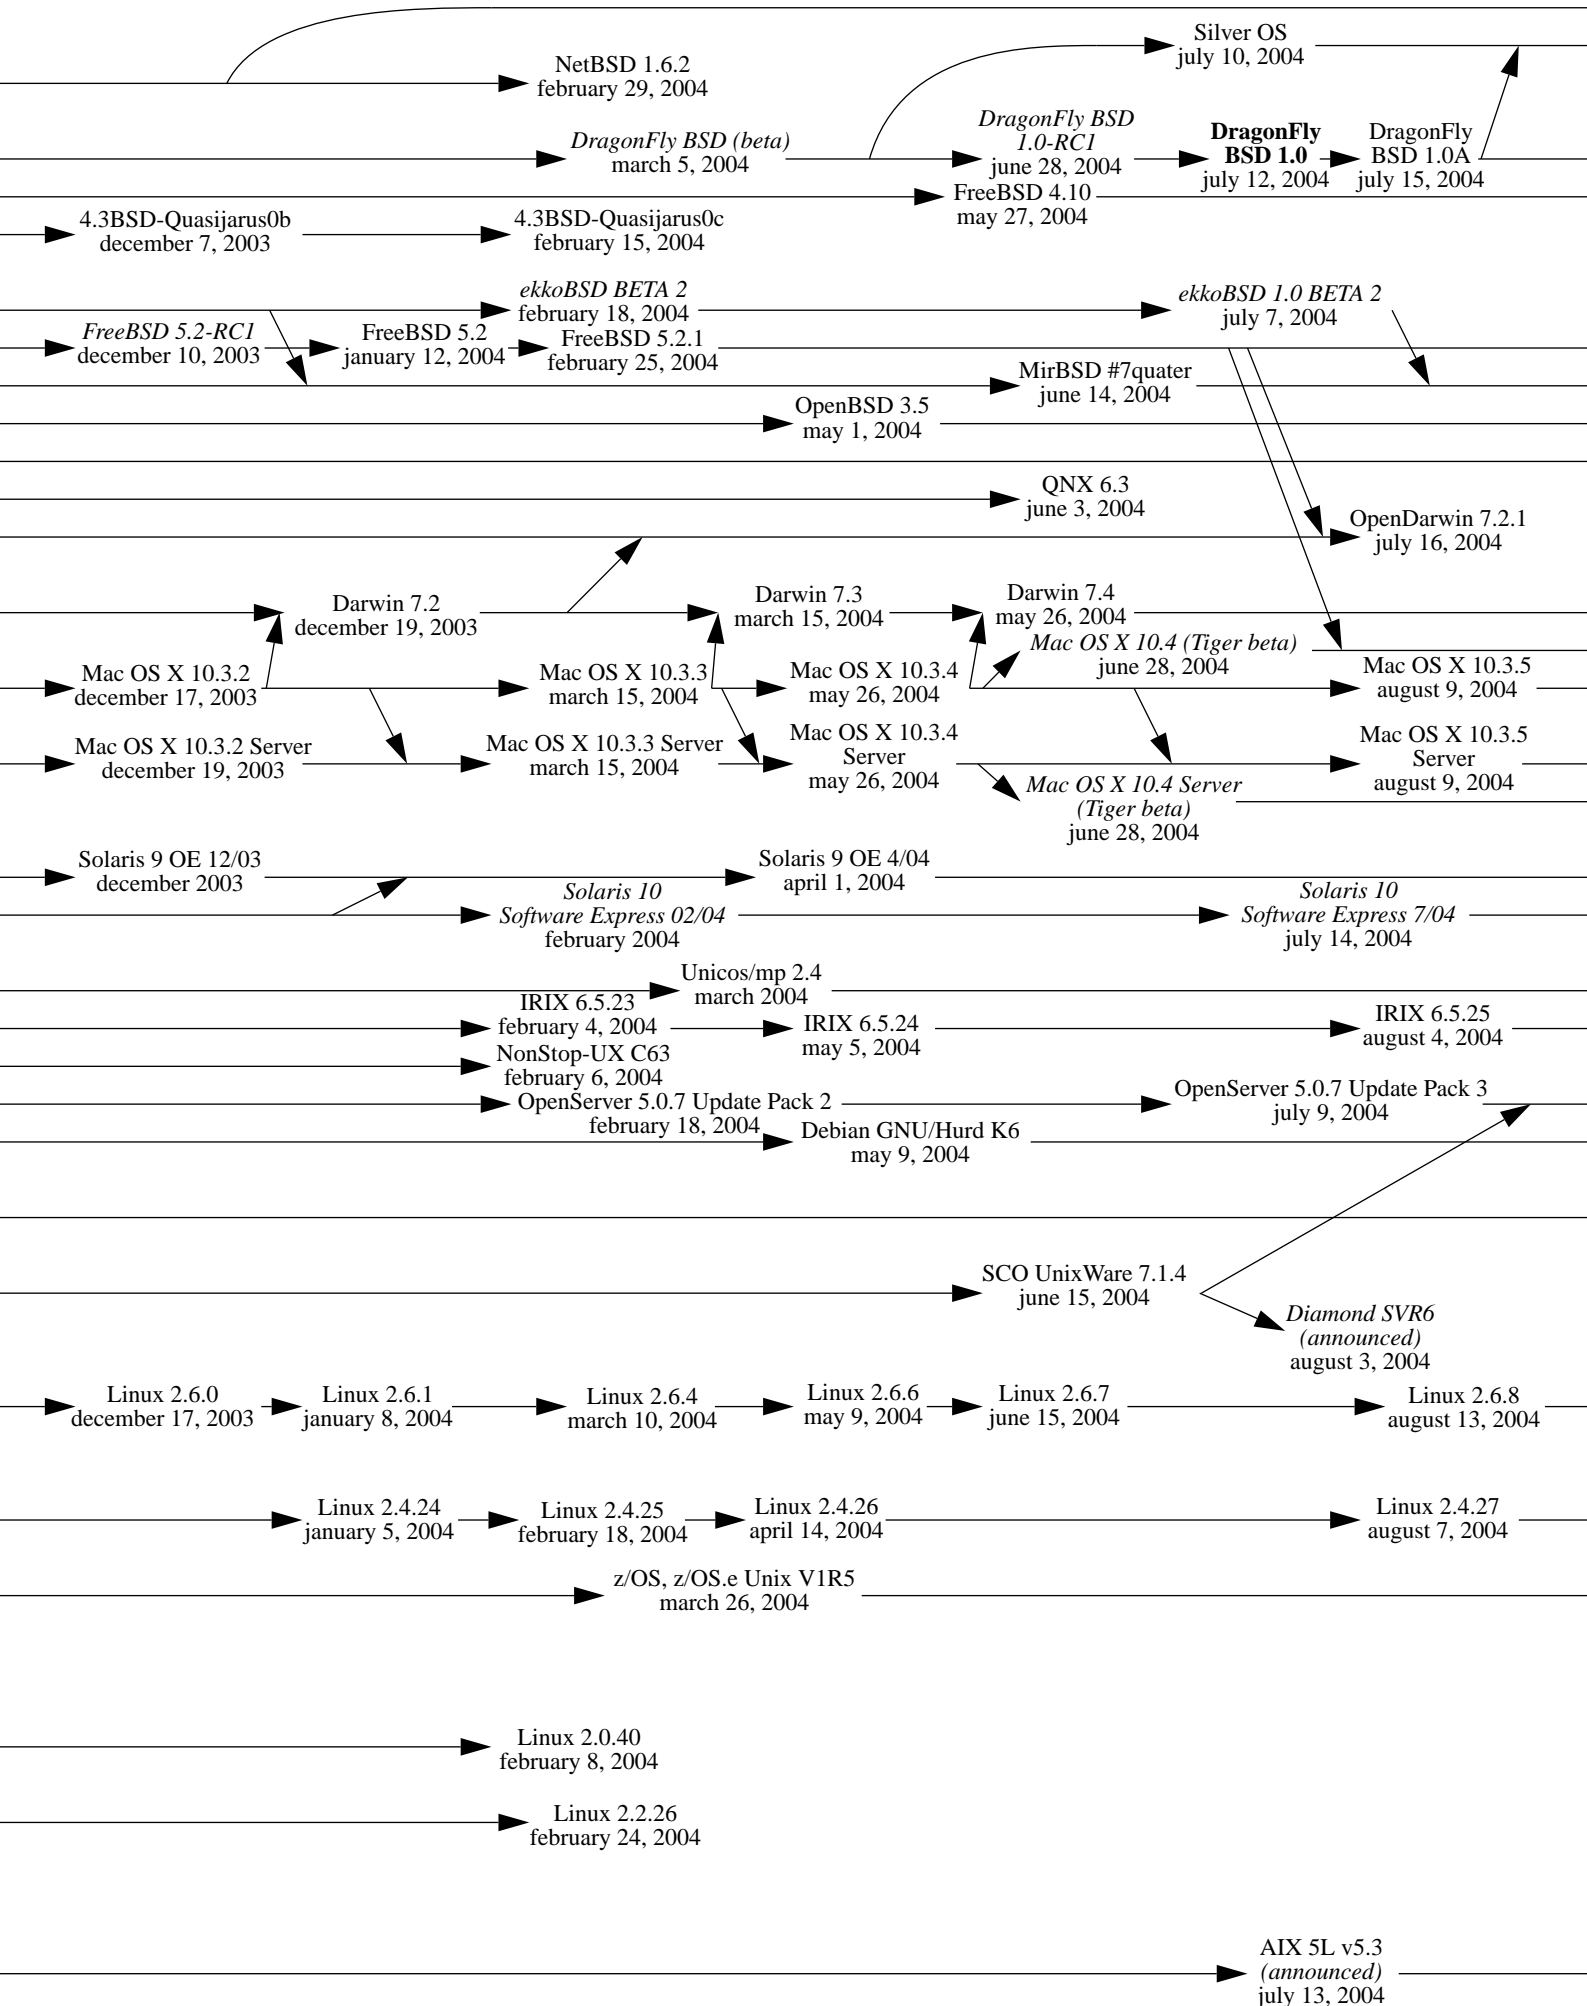 Silver OS
july 10, 2004
NetBSD 1.6.2
february 29, 2004
DragonFly BSD (beta)
march 5, 2004
DragonFly BSD
1.0-RC1
june 28, 2004
DragonFly
BSD 1.0
july 12, 2004
DragonFly
BSD 1.0A
july 15, 2004
FreeBSD 4.10
may 27, 2004
4.3BSD-Quasijarus0b
december 7, 2003
4.3BSD-Quasijarus0c
february 15, 2004
ekkoBSD BETA 2
february 18, 2004
ekkoBSD 1.0 BETA 2
july 7, 2004
FreeBSD 5.2-RC1
december 10, 2003
FreeBSD 5.2
january 12, 2004
FreeBSD 5.2.1
february 25, 2004
MirBSD #7quater
june 14, 2004
OpenBSD 3.5
may 1, 2004
QNX 6.3
june 3, 2004
OpenDarwin 7.2.1
july 16, 2004
Darwin 7.2
december 19, 2003
Darwin 7.3
march 15, 2004
Darwin 7.4
may 26, 2004
Mac OS X 10.4 (Tiger beta)
june 28, 2004
Mac OS X 10.3.2
december 17, 2003
Mac OS X 10.3.3
march 15, 2004
Mac OS X 10.3.4
may 26, 2004
Mac OS X 10.3.5
august 9, 2004
Mac OS X 10.3.2 Server
december 19, 2003
Mac OS X 10.3.3 Server
march 15, 2004
Mac OS X 10.3.4
Server
may 26, 2004
Mac OS X 10.3.5
Server
august 9, 2004
Mac OS X 10.4 Server
(Tiger beta)
june 28, 2004
Solaris 9 OE 12/03
december 2003
Solaris 9 OE 4/04
april 1, 2004
Solaris 10
Software Express 02/04
february 2004
Solaris 10
Software Express 7/04
july 14, 2004
Unicos/mp 2.4
march 2004
IRIX 6.5.23
february 4, 2004
IRIX 6.5.24
may 5, 2004
IRIX 6.5.25
august 4, 2004
NonStop-UX C63
february 6, 2004
OpenServer 5.0.7 Update Pack 2
february 18, 2004
OpenServer 5.0.7 Update Pack 3
july 9, 2004
Debian GNU/Hurd K6
may 9, 2004
SCO UnixWare 7.1.4
june 15, 2004
Diamond SVR6
(announced)
august 3, 2004
Linux 2.6.0
december 17, 2003
Linux 2.6.1
january 8, 2004
Linux 2.6.4
march 10, 2004
Linux 2.6.6
may 9, 2004
Linux 2.6.7
june 15, 2004
Linux 2.6.8
august 13, 2004
Linux 2.4.24
january 5, 2004
Linux 2.4.25
february 18, 2004
Linux 2.4.26
april 14, 2004
Linux 2.4.27
august 7, 2004
z/OS, z/OS.e Unix V1R5
march 26, 2004
Linux 2.0.40
february 8, 2004
Linux 2.2.26
february 24, 2004
AIX 5L v5.3
(announced)
july 13, 2004